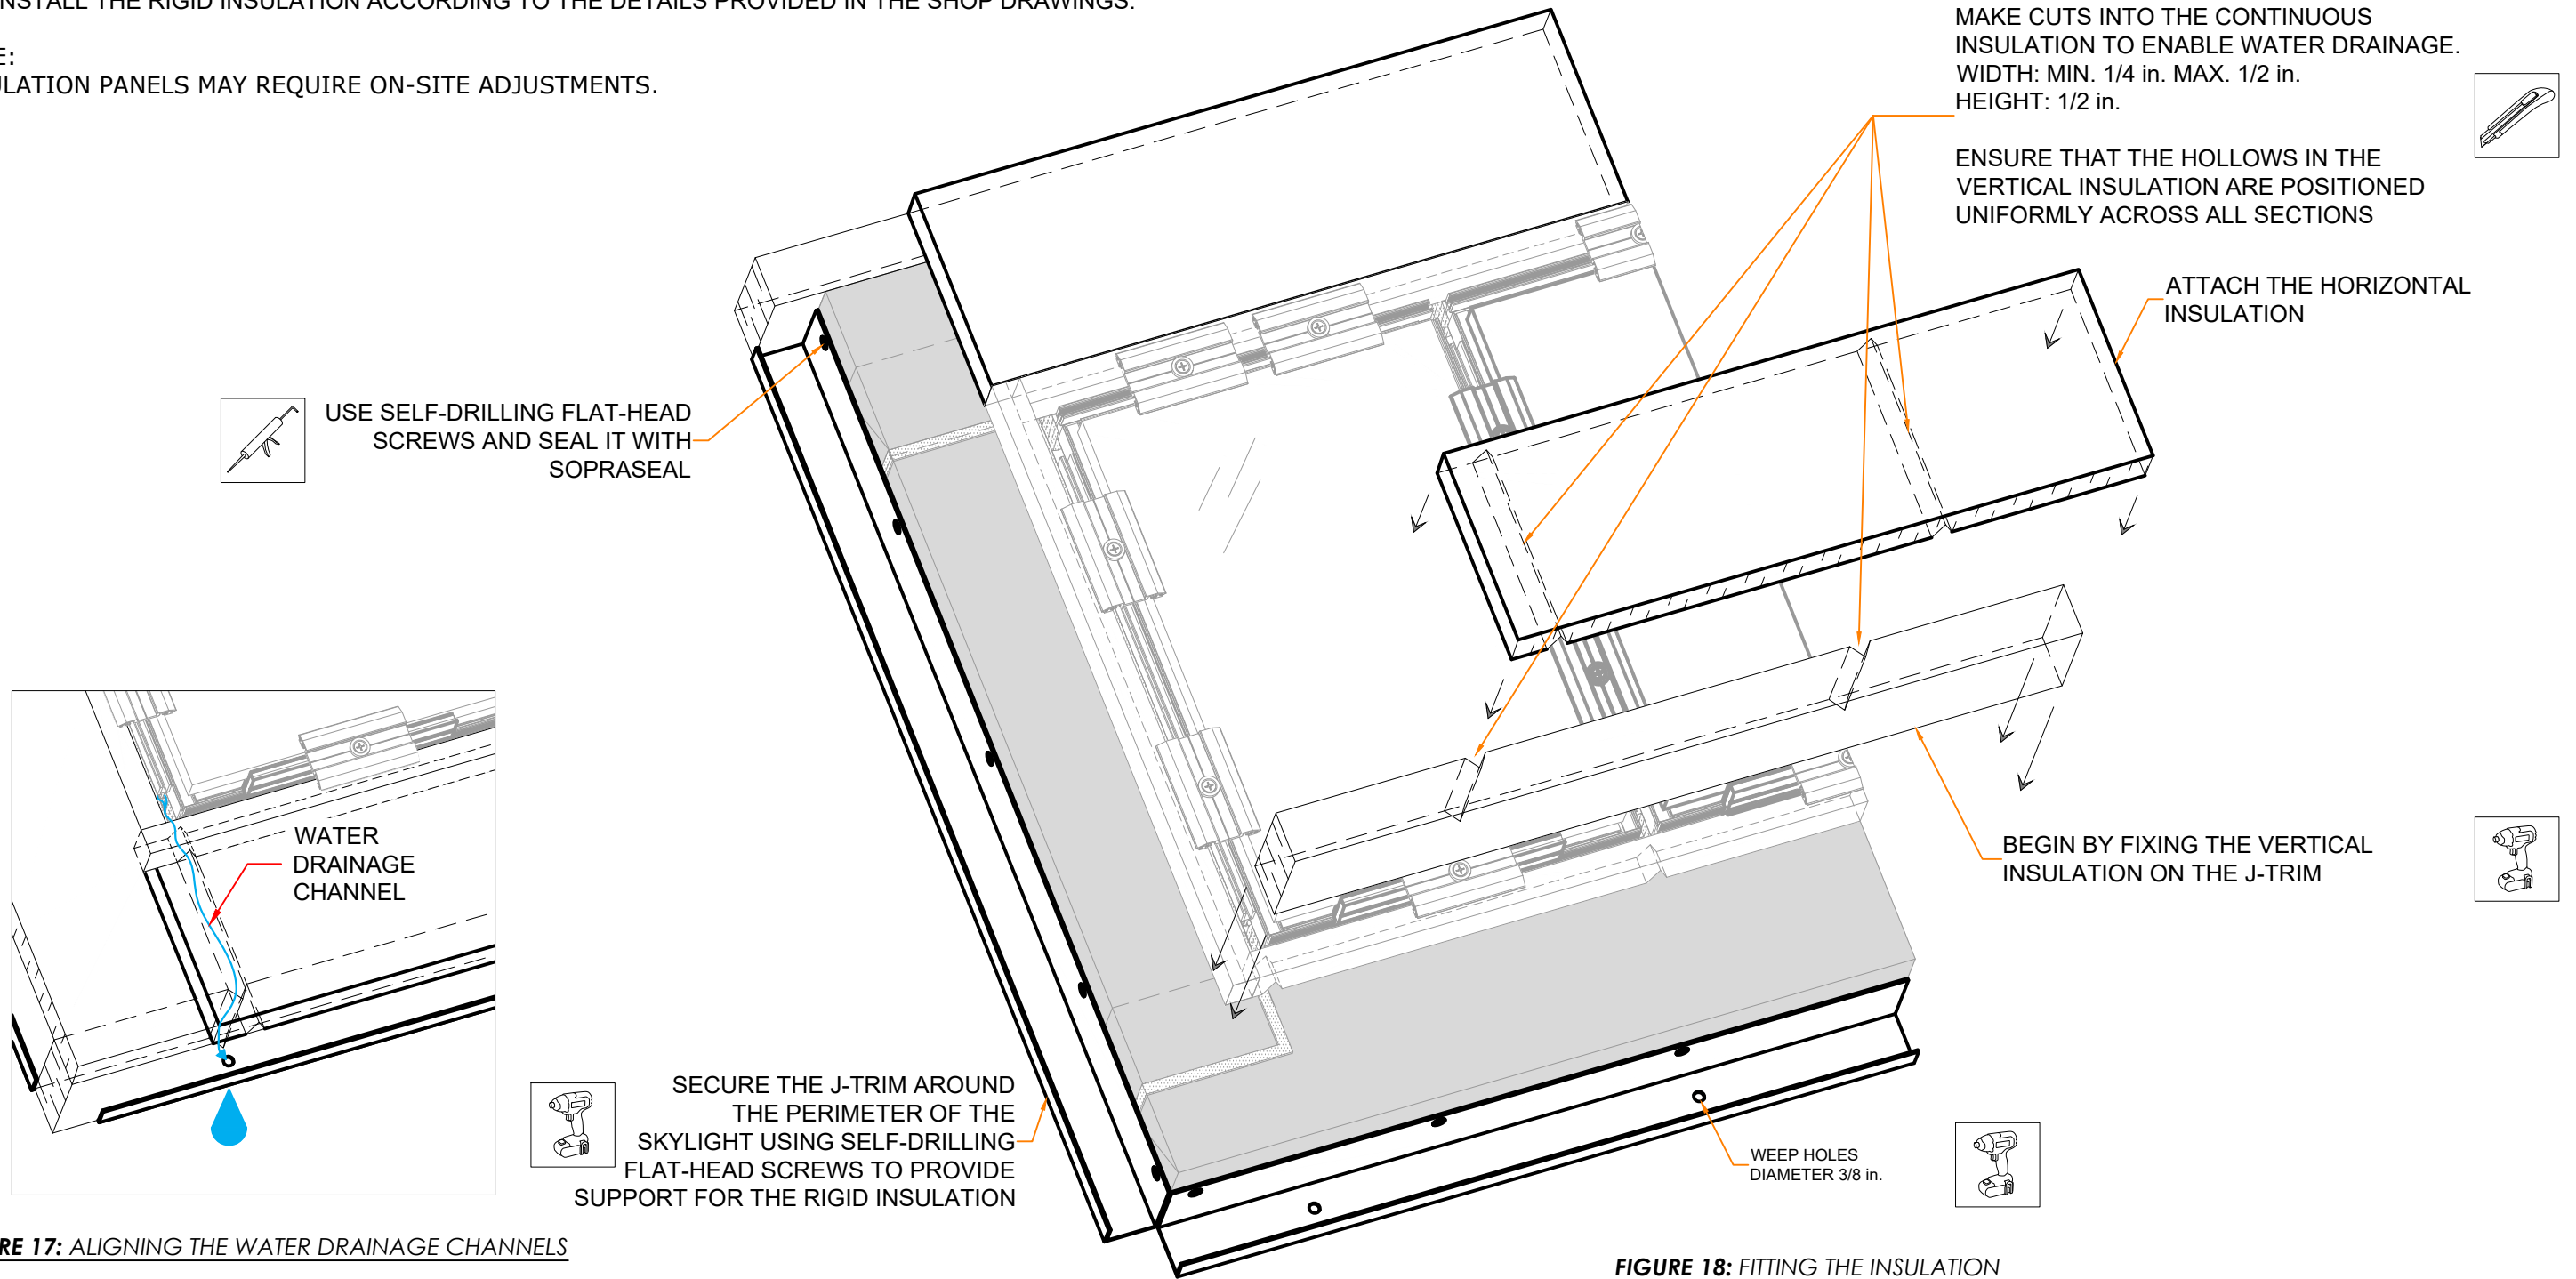 INSTALL THE RIGID INSULATION ACCORDING TO THE DETAILS PROVIDED IN THE SHOP DRAWINGS.
E:
ULATION PANELS MAY REQUIRE ON-SITE ADJUSTMENTS.
MAKE CUTS INTO THE CONTINUOUS
INSULATION TO ENABLE WATER DRAINAGE.
WIDTH: MIN. 1/4 in. MAX. 1/2 in.
HEIGHT: 1/2 in.
ENSURE THAT THE HOLLOWS IN THE
VERTICAL INSULATION ARE POSITIONED
UNIFORMLY ACROSS ALL SECTIONS
ATTACH THE HORIZONTAL
INSULATION
USE SELF-DRILLING FLAT-HEAD
SCREWS AND SEAL IT WITH
SOPRASEAL
WATER
DRAINAGE
CHANNEL
BEGIN BY FIXING THE VERTICAL
INSULATION ON THE J-TRIM
SECURE THE J-TRIM AROUND
THE PERIMETER OF THE
SKYLIGHT USING SELF-DRILLING
FLAT-HEAD SCREWS TO PROVIDE
SUPPORT FOR THE RIGID INSULATION
WEEP HOLES
DIAMETER 3/8 in.
RE 17: ALIGNING THE WATER DRAINAGE CHANNELS
FIGURE 18: FITTING THE INSULATION